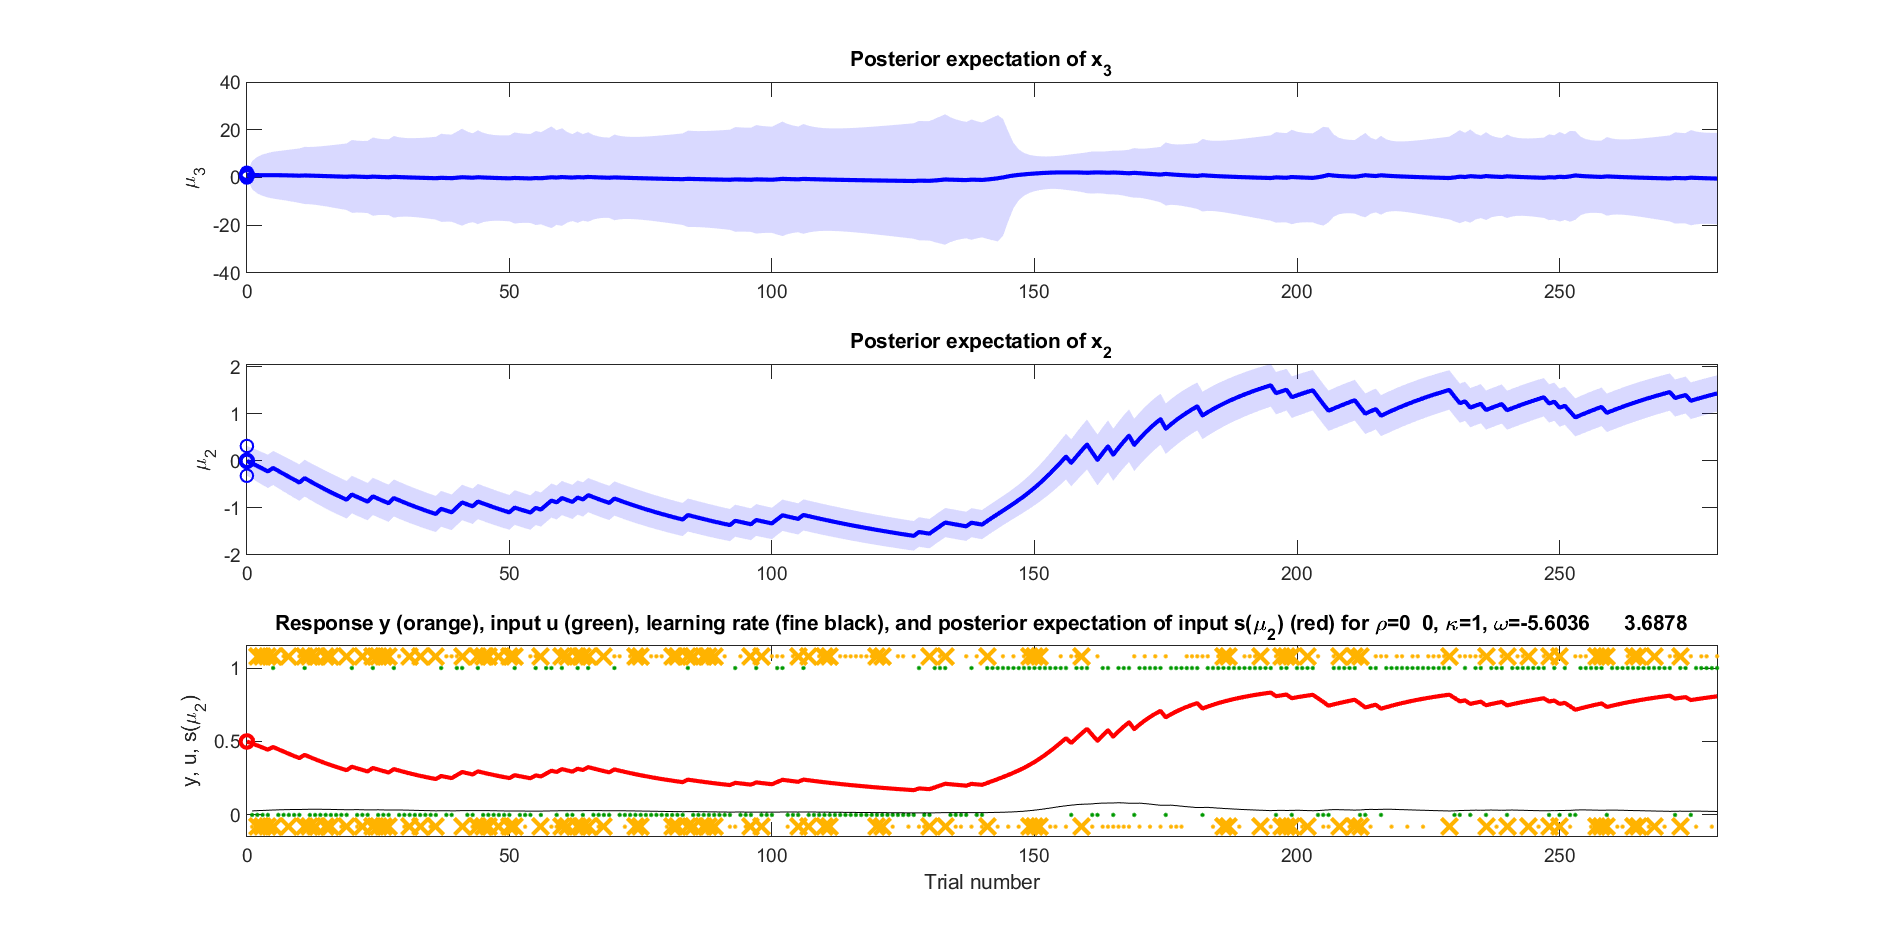 Posterior expectation of x3
40
20
0
-20
-40
μ3
0 50 100 150 200 250
Posterior expectation of x2
2
1
0
-1
-2
μ2
0 50 100 150 200 250
Response y (orange), input u (green), learning rate (fine black), and posterior expectation of input s(μ2) (red) for ρ=0 0, κ=1, ω=-5.6036 3.6878
1
0.5
0
y, u, s(μ2)
0 50 100 150 200 250
Trial number